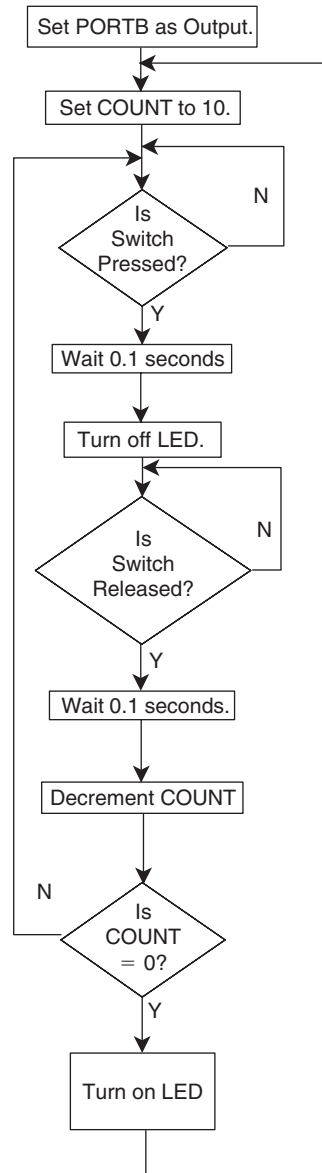 Set PORTB as Output.
Set COUNT to 10.
Is
Switch
Pressed?
N
Y
Wait 0.1 seconds
Turn off LED.
Is
Switch
Released?
N
Y
Wait 0.1 seconds.
Decrement COUNT
Is
COUNT
= 0?
N
Y
Turn on LED